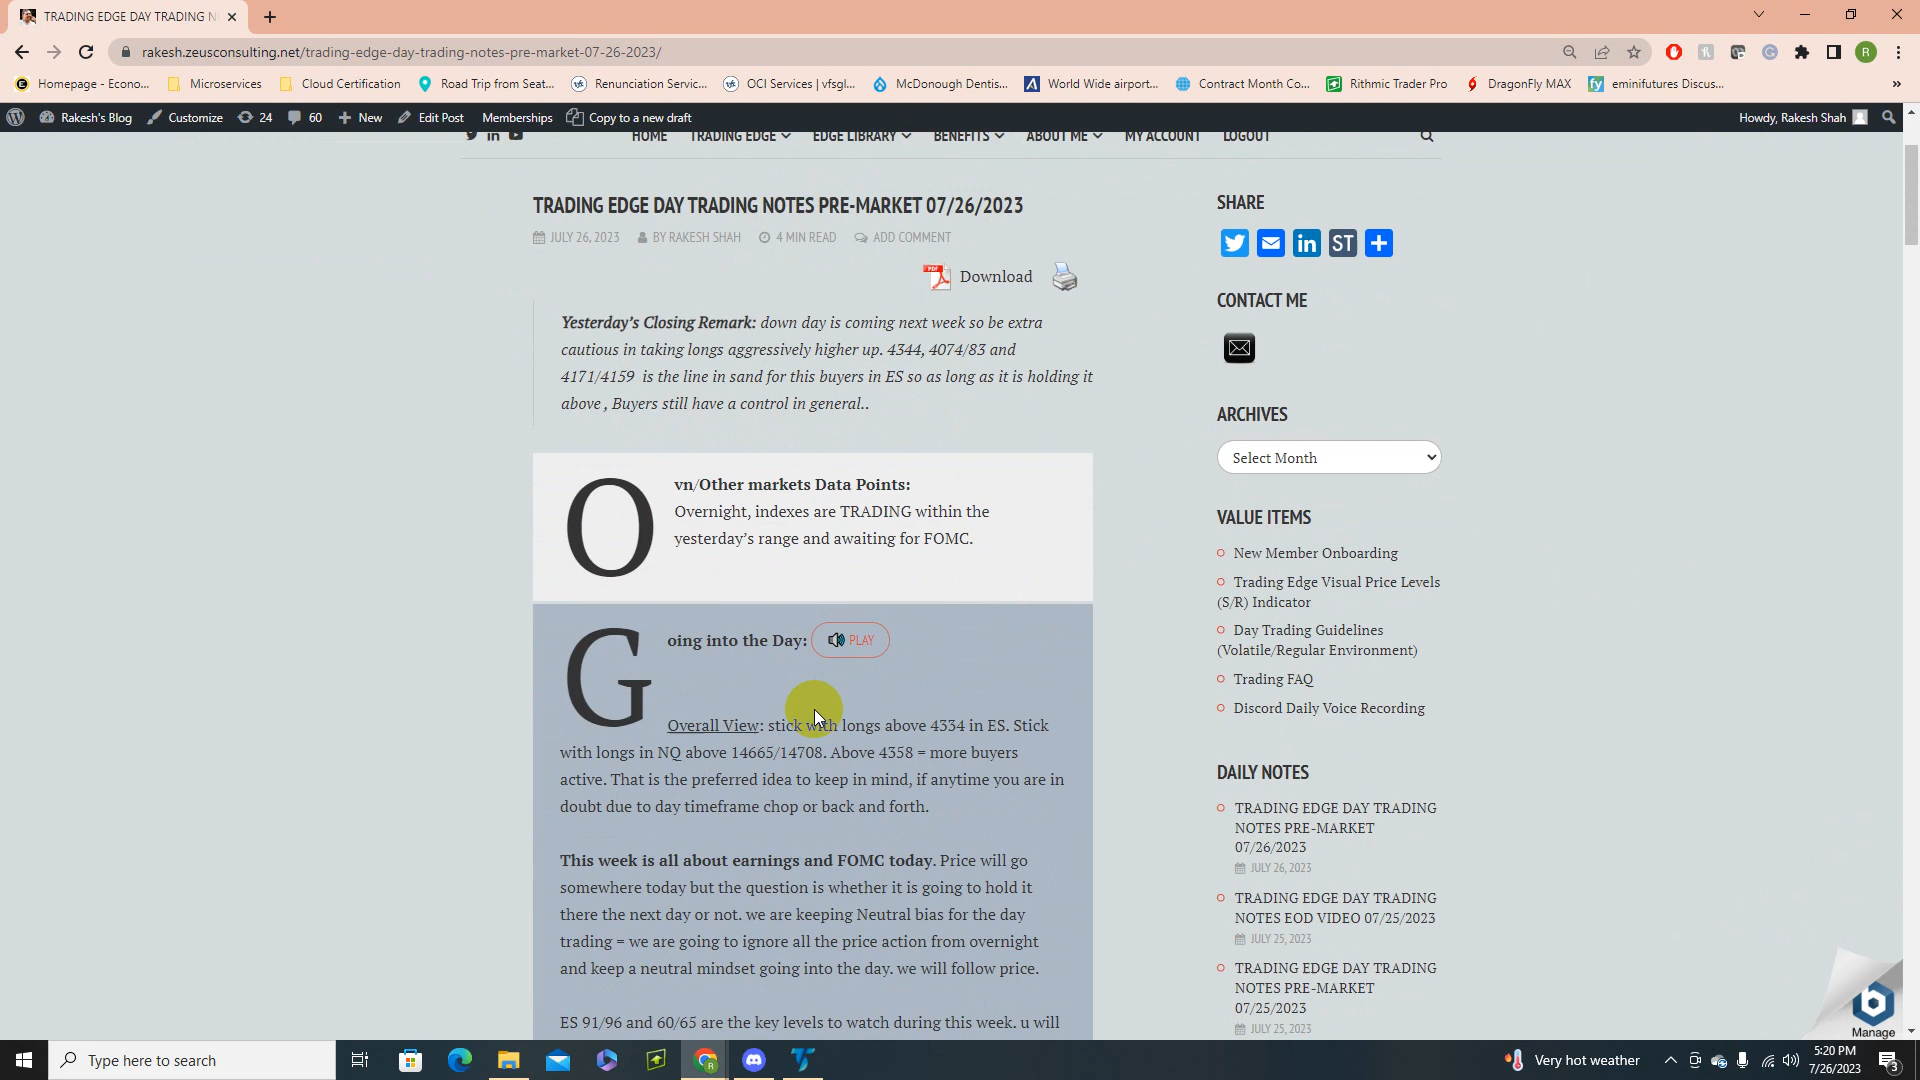 TRADING EDGE DAY TRADING N
rakesh.zeusconsulting.net/trading-edge-day-trading-notes-pre-market-07-26-2023/
R
Homepage - Econo...
Microservices
Cloud Certification
Road Trip from Seat...
Renunciation Servic...
OCI Services | vfsgl...
McDonough Dentis...
World Wide airport...
Contract Month Co...
Rithmic Trader Pro
DragonFly MAX
eminifutures Discus...
»
Rakesh's Blog
Customize
24
60
New
Edit Post
Memberships
Copy to a new draft
Howdy, Rakesh Shah
HOME
TRADING EDGE
EDGE LIBRARY
BENEFITS
ABOUT ME
MY ACCOUNT
LOGOUT
TRADING EDGE DAY TRADING NOTES PRE-MARKET 07/26/2023
JULY 26, 2023
BY RAKESH SHAH
4 MIN READ
ADD COMMENT
PDF
Download
Yesterday's Closing Remark: down day is coming next week so be extra
cautious in taking longs aggressively higher up. 4344, 4074/83 and
4171/4159 is the line in sand for this buyers in ES so as long as it is holding it
above , Buyers still have a control in general..
Ovn/Other markets Data Points:
Overnight, indexes are TRADING within the
yesterday's range and awaiting for FOMC.
Going into the Day:
PLAY
Overall View: stick with longs above 4334 in ES. Stick
with longs in NQ above 14665/14708. Above 4358 = more buyers
active. That is the preferred idea to keep in mind, if anytime you are in
doubt due to day timeframe chop or back and forth.
This week is all about earnings and FOMC today. Price will go
somewhere today but the question is whether it is going to hold it
there the next day or not. we are keeping Neutral bias for the day
trading = we are going to ignore all the price action from overnight
and keep a neutral mindset going into the day. we will follow price.
ES 91/96 and 60/65 are the key levels to watch during this week. u will
SHARE
ST
CONTACT ME
ARCHIVES
Select Month
VALUE ITEMS
New Member Onboarding
Trading Edge Visual Price Levels
(S/R) Indicator
Day Trading Guidelines
(Volatile/Regular Environment)
Trading FAQ
Discord Daily Voice Recording
DAILY NOTES
TRADING EDGE DAY TRADING
NOTES PRE-MARKET
07/26/2023
JULY 26, 2023
TRADING EDGE DAY TRADING
NOTES EOD VIDEO 07/25/2023
JULY 25, 2023
TRADING EDGE DAY TRADING
NOTES PRE-MARKET
07/25/2023
JULY 25, 2023
Manage
Type here to search
Very hot weather
5:20 PM
7/26/2023
3